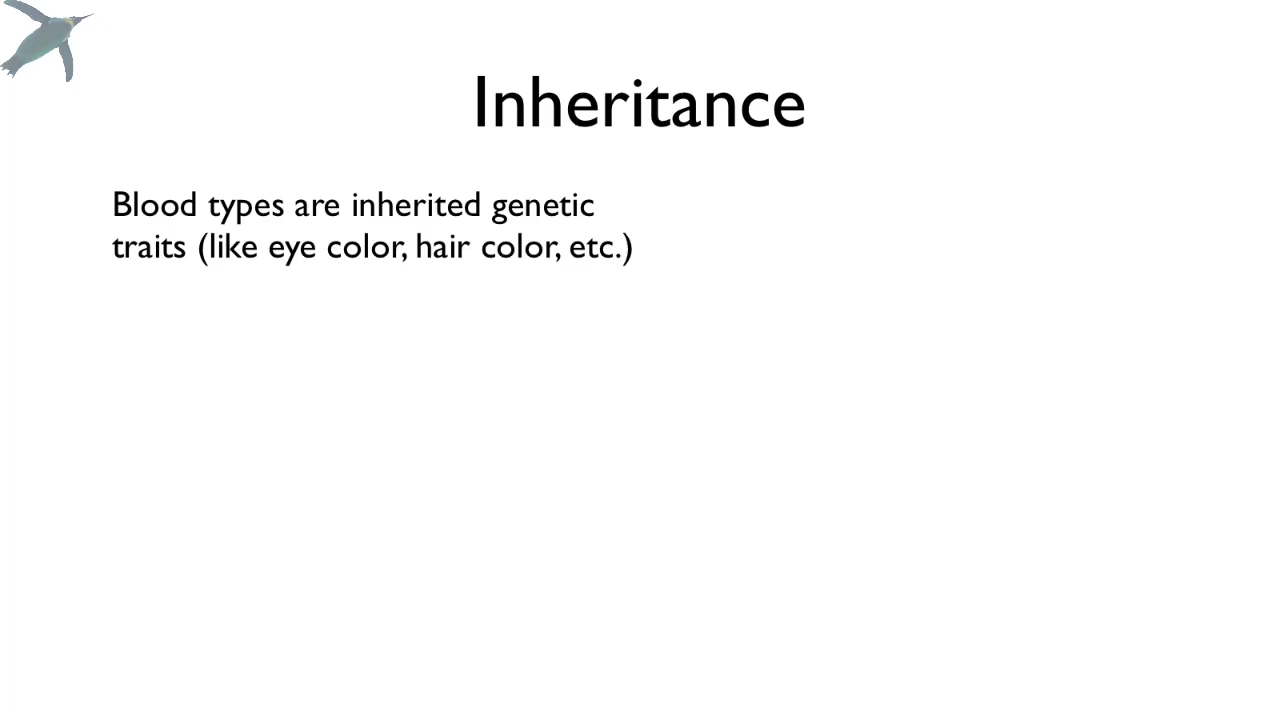 Inheritance
Blood types are inherited genetic
traits (like eye color, hair color, etc.)